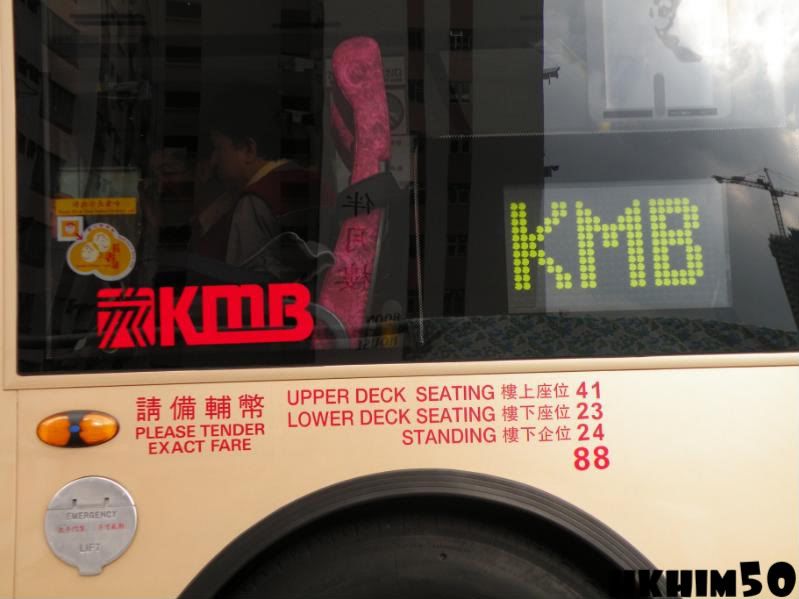 KMB
KMB
請備輔幣
PLEASE TENDER
EXACT FARE
UPPER DECK SEATING 樓上座位 41
LOWER DECK SEATING 樓下座位 23
STANDING 樓下企位 24
88
EMERGENCY
LIFT
HKHIM50